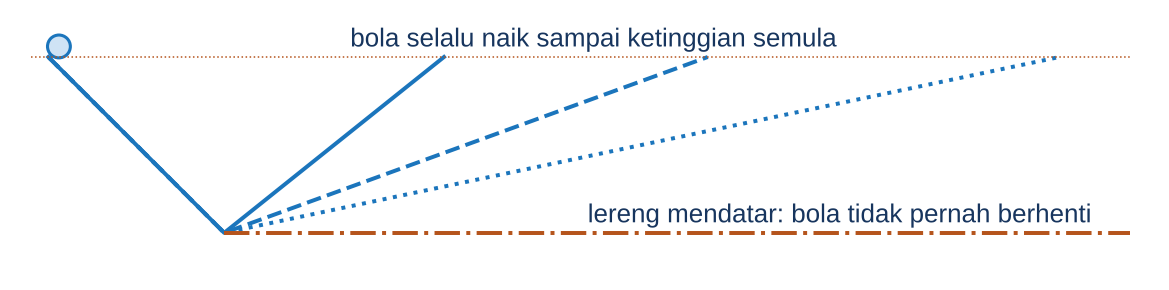 bola selalu naik sampai ketinggian semula
lereng mendatar: bola tidak pernah berhenti